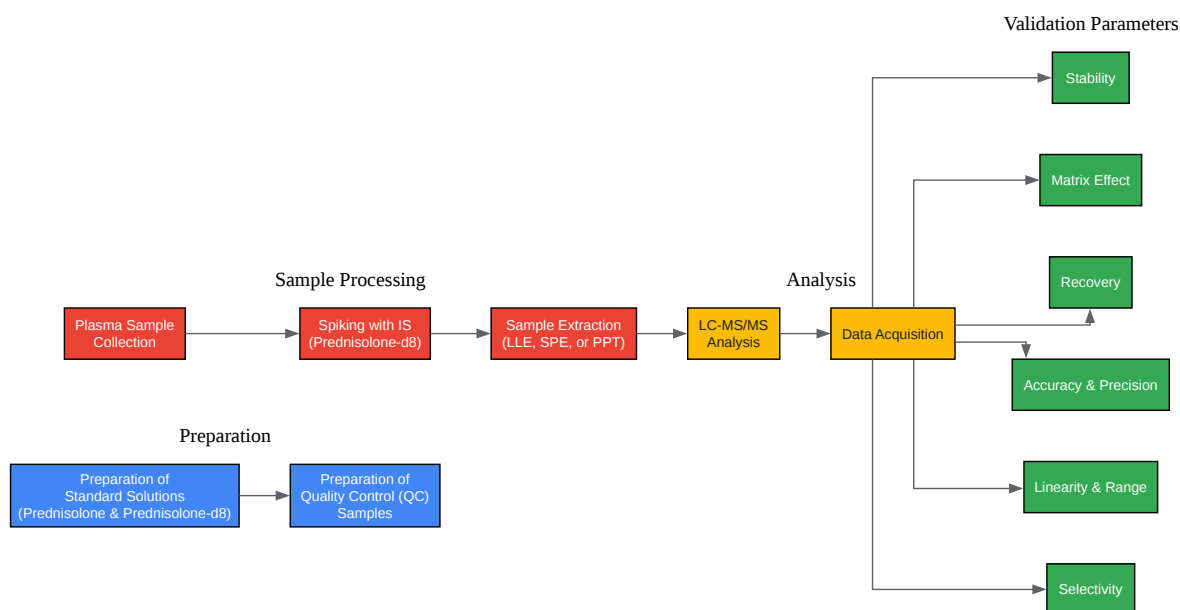 Validation Parameters
Stability
Matrix Effect
Recovery
Sample Processing
Analysis
Plasma Sample
Collection
Spiking with IS
(Prednisolone-d8)
Sample Extraction
(LLE, SPE, or PPT)
LC-MS/MS
Analysis
Data Acquisition
Accuracy & Precision
Preparation
Preparation of
Standard Solutions
(Prednisolone & Prednisolone-d8)
Preparation of
Quality Control (QC)
Samples
Linearity & Range
Selectivity